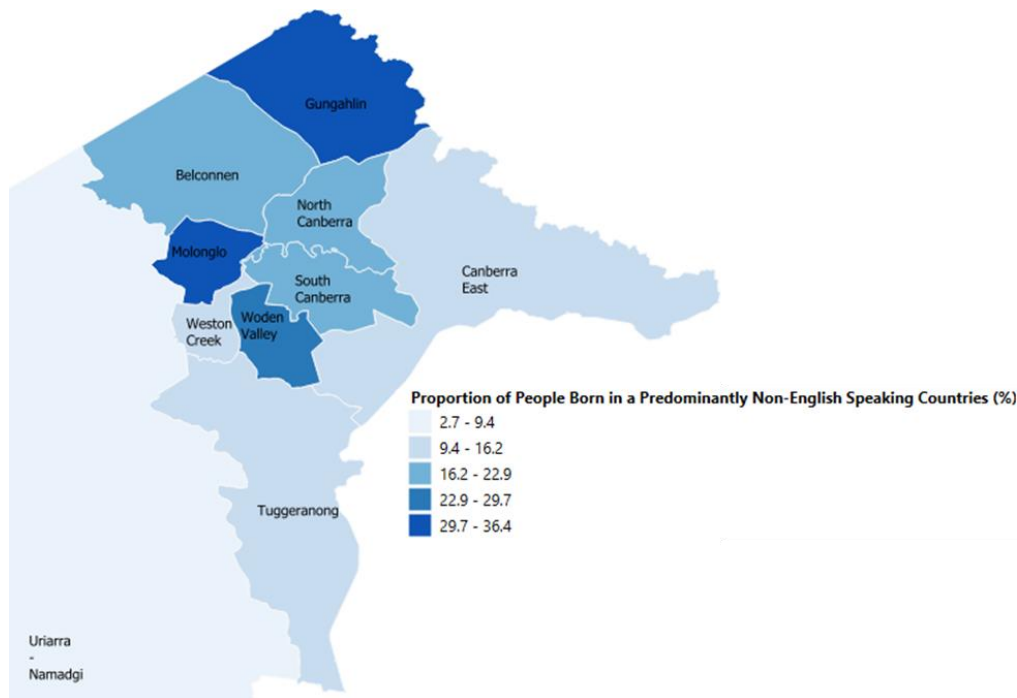 Gungahlin
Belconnen
North
Canberra
Molonglo
South
Canberra
Canberra
East
Weston
Creek
Woden
Valley
Proportion of People Born in a Predominantly Non-English Speaking Countries (%)
2.7 - 9.4
9.4 - 16.2
16.2 - 22.9
22.9 - 29.7
29.7 - 36.4
Tuggeranong
Uriarra
-
Namadgi